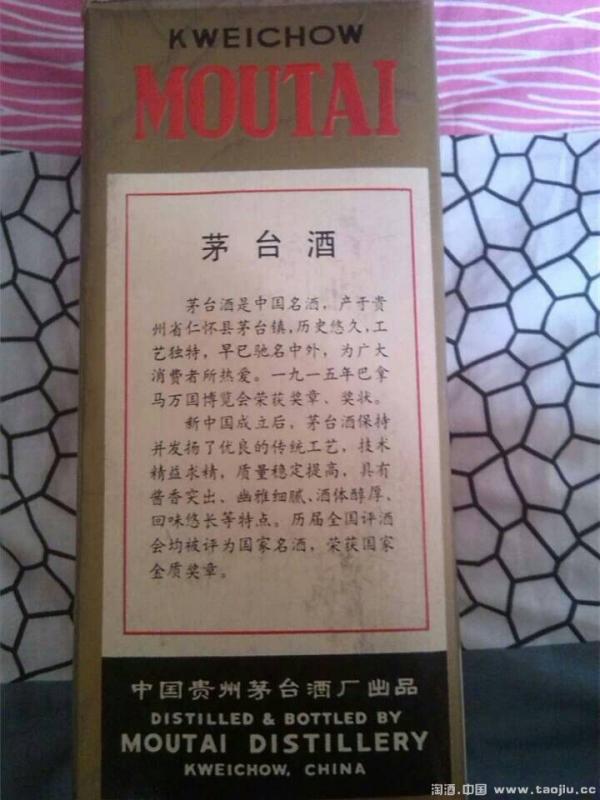 KWEICHOW
MOUTAI
茅台酒
茅台酒是中国名酒，产于贵
州省仁怀县茅台镇，历史悠久，工
艺独特，早已驰名中外，为广大
消费者所热爱。一九一五年巴拿
马万国博览会荣获奖章、奖状。
新中国成立后，茅台酒保持
并发扬了优良的传统工艺，技术
精益求精，质量稳定提高，具有
酱香突出、幽雅细腻、酒体醇厚、
回味悠长等特点。历届全国评酒
会均被评为国家名酒，荣获国家
金质奖章。
中国贵州茅台酒厂出品
DISTILLED & BOTTLED BY
MOUTAI DISTILLERY
KWEICHOW, CHINA
淘酒.中国 www.taojiu.cc